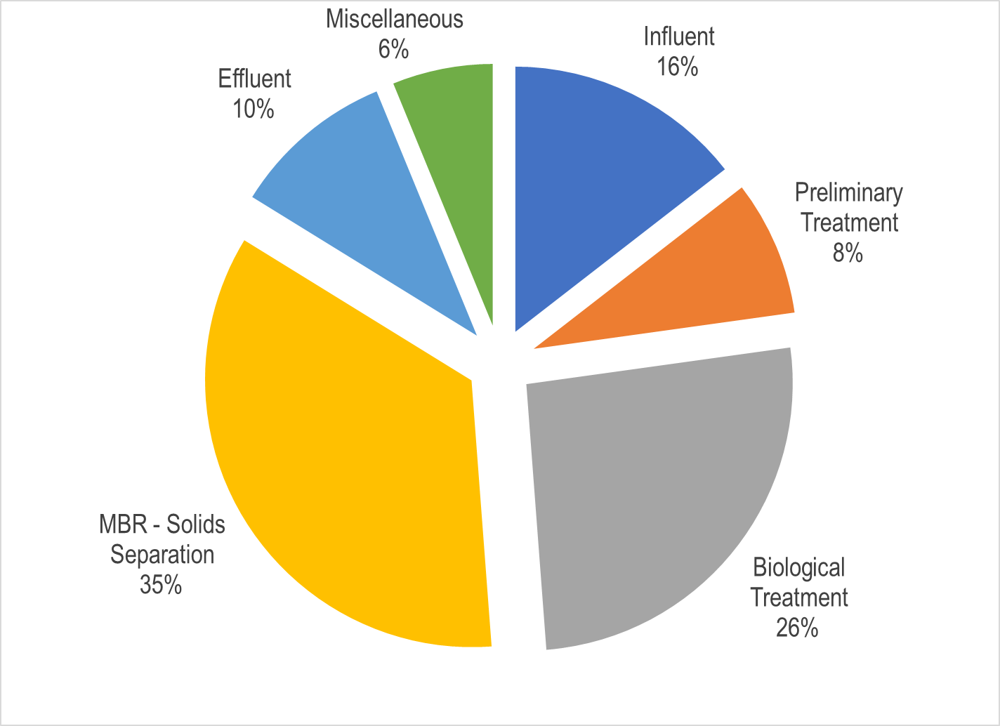 Miscellaneous
6%
Influent
16%
Effluent
10%
Preliminary
Treatment
8%
MBR - Solids
Separation
35%
Biological
Treatment
26%